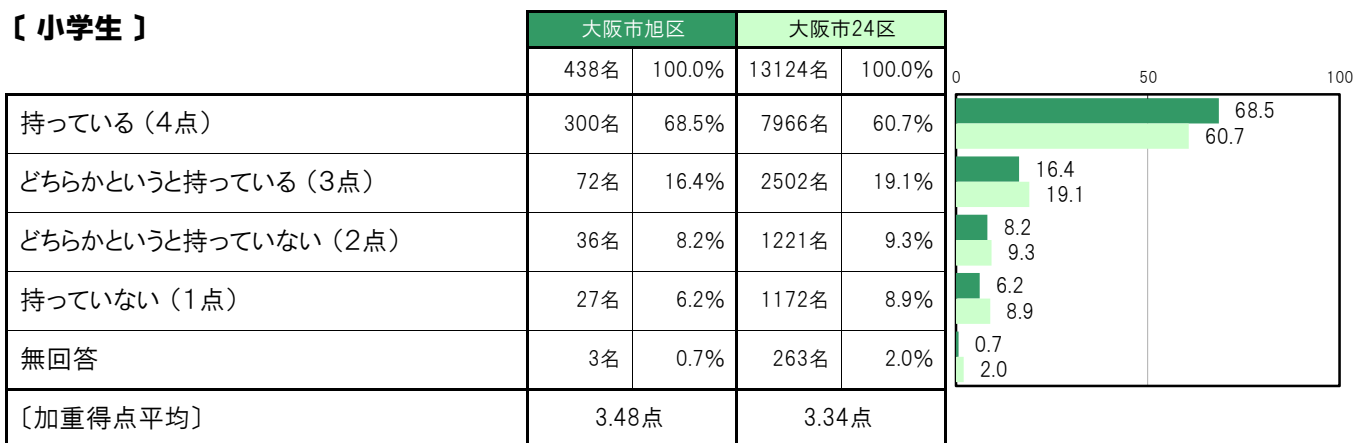 〔 小学生 〕
大阪市旭区 大阪市24区
438名 100.0% 13124名 100.0%
0 50 100
持っている（4点） 300名 68.5% 7966名 60.7%
68.5
60.7
どちらかというと持っている（3点） 72名 16.4% 2502名 19.1%
16.4
19.1
どちらかというと持っていない（2点） 36名 8.2% 1221名 9.3%
8.2
9.3
持っていない（1点） 27名 6.2% 1172名 8.9%
6.2
8.9
無回答 3名 0.7% 263名 2.0%
0.7
2.0
〔加重得点平均〕 3.48点 3.34点